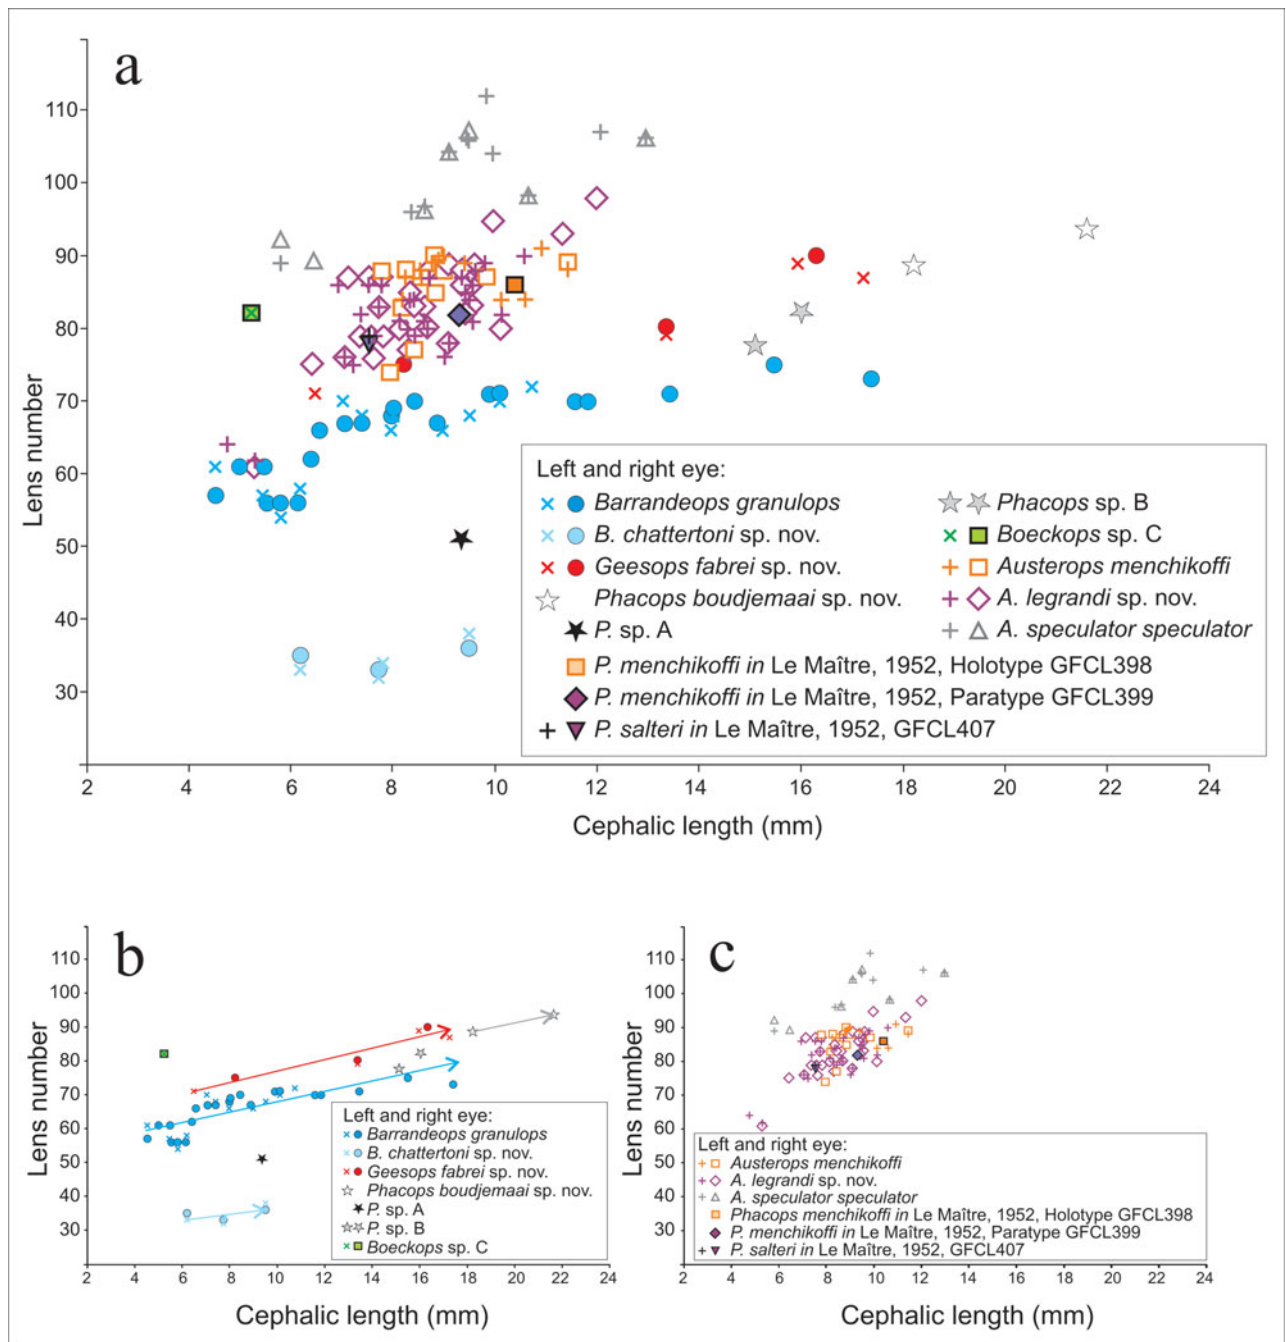 a
110
100
90
80
70
60
50
40
30
Lens number
2 4 6 8 10 12 14 16 18 20 22 24
Cephalic length (mm)
Left and right eye:
Barrandeops granulops
B. chattertoni sp. nov.
Geesops fabrei sp. nov.
Phacops boudjemaai sp. nov.
P. sp. A
Phacops sp. B
Boeckops sp. C
Austerops menchikoffi
A. legrandi sp. nov.
A. speculator speculator
P. menchikoffi in Le Maître, 1952, Holotype GFCL398
P. menchikoffi in Le Maître, 1952, Paratype GFCL399
P. salteri in Le Maître, 1952, GFCL407
b
110
100
90
80
70
60
50
40
30
Lens number
2 4 6 8 10 12 14 16 18 20 22 24
Cephalic length (mm)
Left and right eye:
Barrandeops granulops
B. chattertoni sp. nov.
Geesops fabrei sp. nov.
Phacops boudjemaai sp. nov.
P. sp. A
P. sp. B
Boeckops sp. C
c
110
100
90
80
70
60
50
40
30
Lens number
2 4 6 8 10 12 14 16 18 20 22 24
Cephalic length (mm)
Left and right eye:
Austerops menchikoffi
A. legrandi sp. nov.
A. speculator speculator
Phacops menchikoffi in Le Maître, 1952, Holotype GFCL398
P. menchikoffi in Le Maître, 1952, Paratype GFCL399
P. salteri in Le Maître, 1952, GFCL407